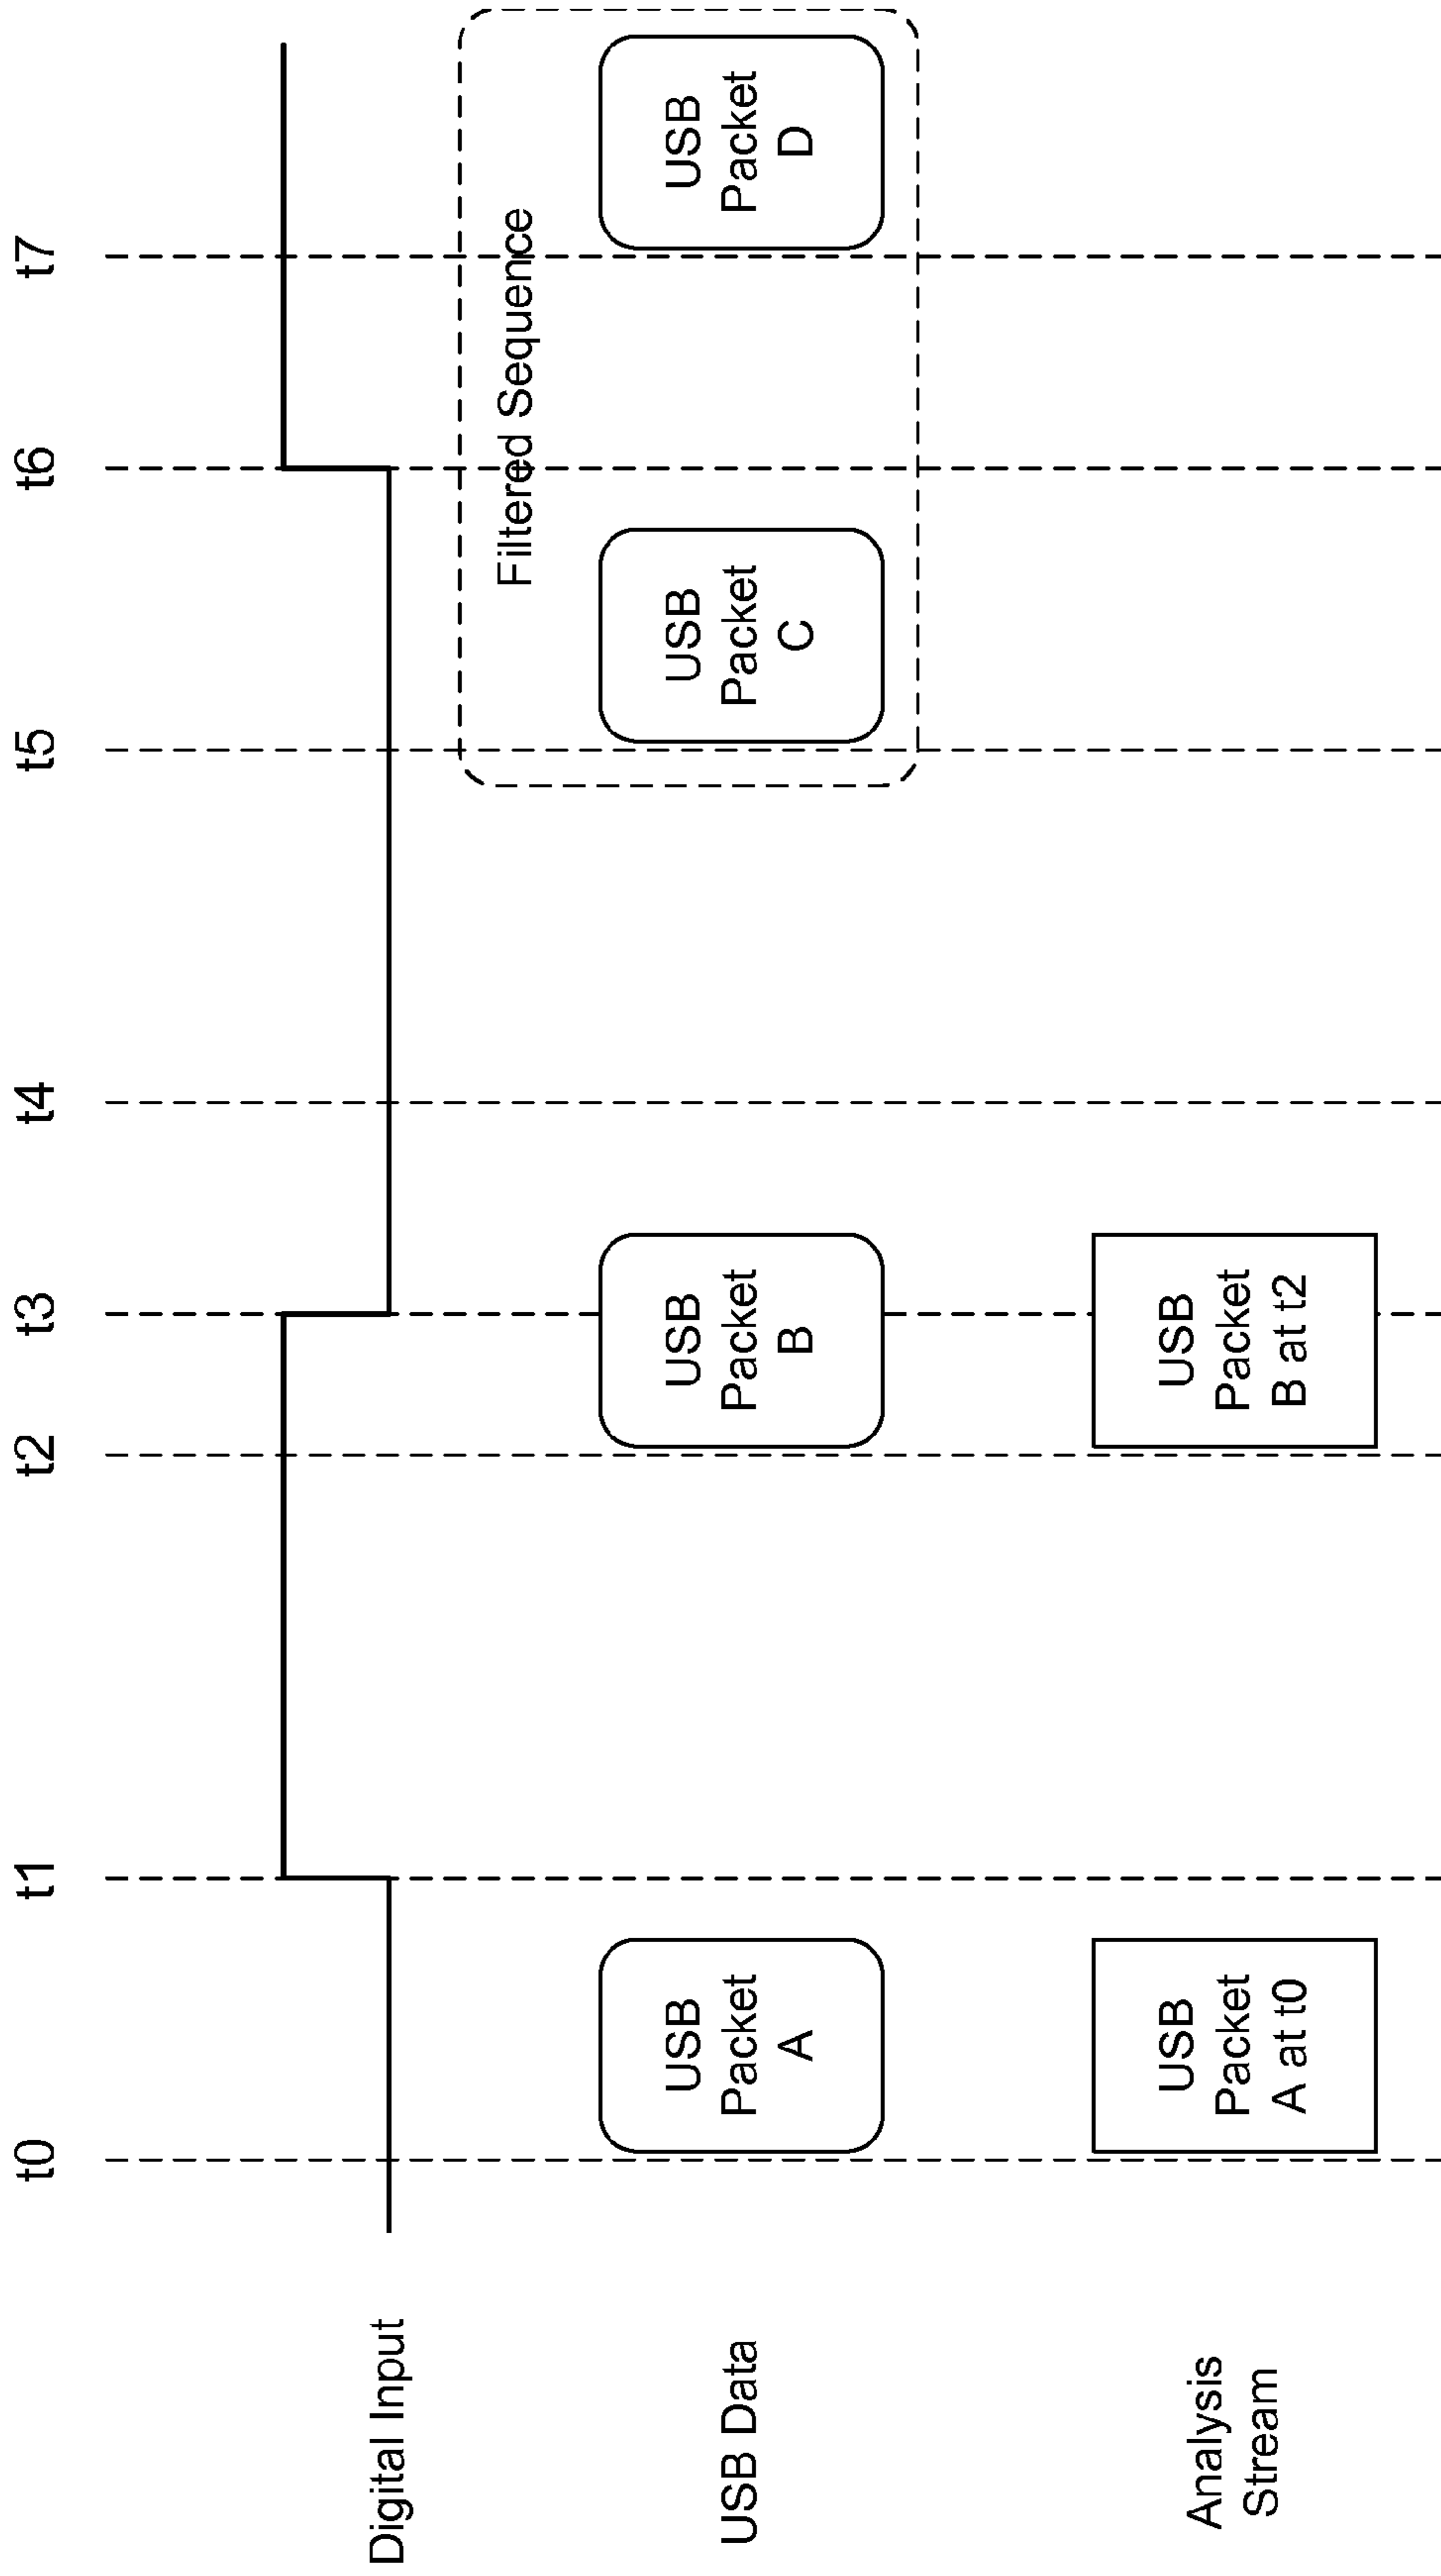 t0 t1 t2 t3 t4 t5 t6 t7
Digital Input
Filtered Sequence
USB Data
USB
Packet
A
USB
Packet
B
USB
Packet
C
USB
Packet
D
Analysis
Stream
USB
Packet
A at t0
USB
Packet
B at t2